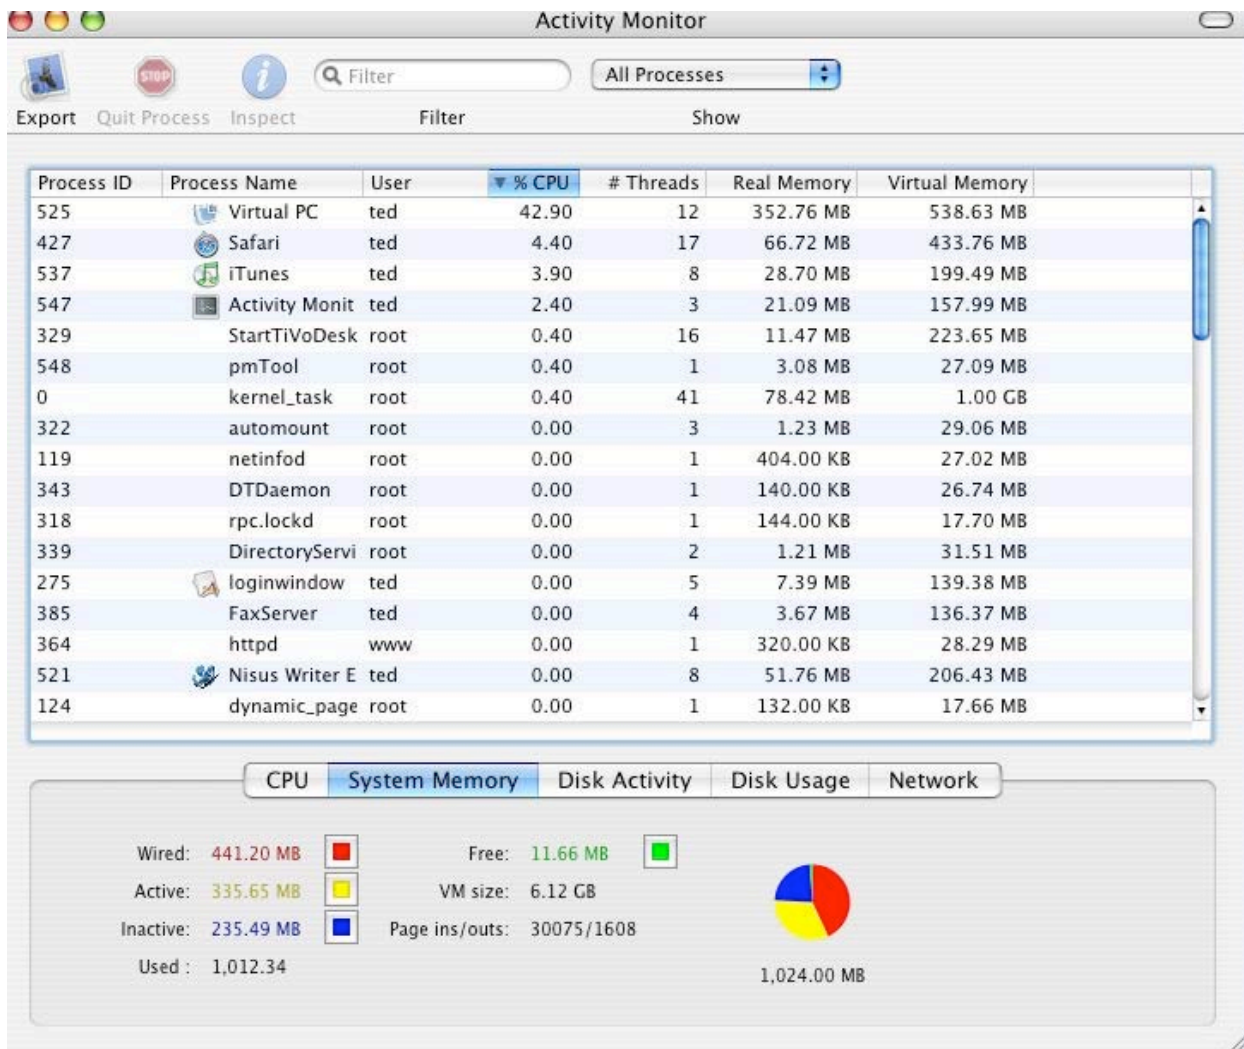 Activity Monitor
STOP
Filter
All Processes
Export Quit Process Inspect Filter Show
Process ID Process Name User % CPU # Threads Real Memory Virtual Memory
525 Virtual PC ted 42.90 12 352.76 MB 538.63 MB
427 Safari ted 4.40 17 66.72 MB 433.76 MB
537 iTunes ted 3.90 8 28.70 MB 199.49 MB
547 Activity Monit ted 2.40 3 21.09 MB 157.99 MB
329 StartTiVoDesk root 0.40 16 11.47 MB 223.65 MB
548 pmTool root 0.40 1 3.08 MB 27.09 MB
0 kernel_task root 0.40 41 78.42 MB 1.00 GB
322 automount root 0.00 3 1.23 MB 29.06 MB
119 netinfod root 0.00 1 404.00 KB 27.02 MB
343 DTDaemon root 0.00 1 140.00 KB 26.74 MB
318 rpc.lockd root 0.00 1 144.00 KB 17.70 MB
339 DirectoryServi root 0.00 2 1.21 MB 31.51 MB
275 loginwindow ted 0.00 5 7.39 MB 139.38 MB
385 FaxServer ted 0.00 4 3.67 MB 136.37 MB
364 httpd www 0.00 1 320.00 KB 28.29 MB
521 Nisus Writer E ted 0.00 8 51.76 MB 206.43 MB
124 dynamic_page root 0.00 1 132.00 KB 17.66 MB
CPU System Memory Disk Activity Disk Usage Network
Wired: 441.20 MB Free: 11.66 MB
Active: 335.65 MB VM size: 6.12 GB
Inactive: 235.49 MB Page ins/outs: 30075/1608
Used : 1,012.34
1,024.00 MB